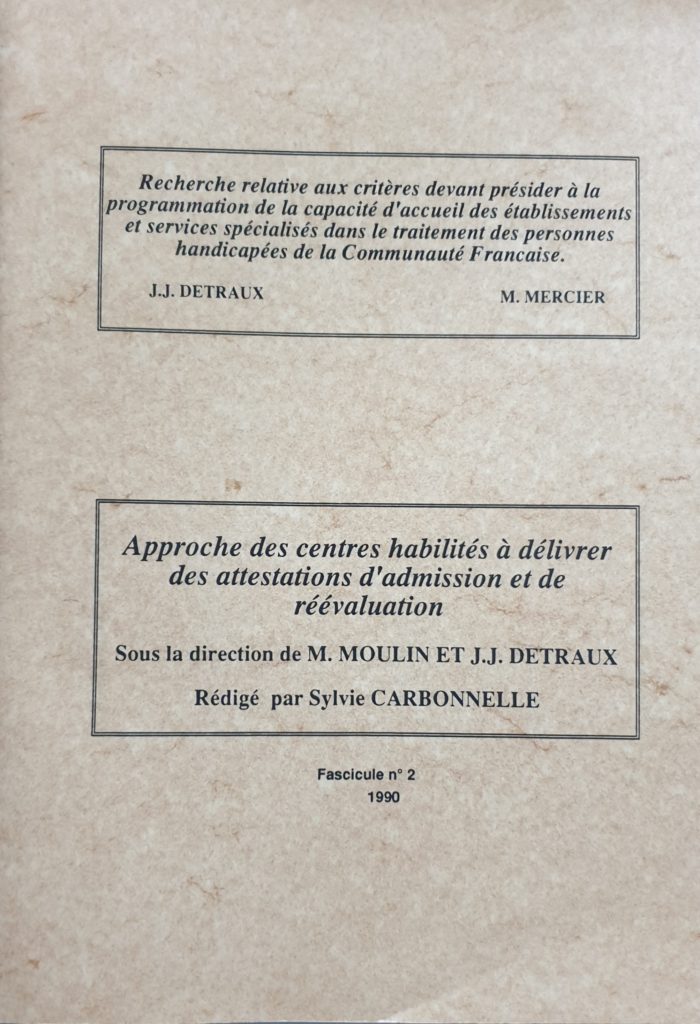 Recherche relative aux critères devant présider à la
programmation de la capacité d'accueil des établissements
et services spécialisés dans le traitement des personnes
handicapées de la Communauté Francaise.
J.J. DETRAUX M. MERCIER
Approche des centres habilités à délivrer
des attestations d'admission et de
réévaluation
Sous la direction de M. MOULIN ET J.J. DETRAUX
Rédigé par Sylvie CARBONNELLE
Fascicule n° 2
1990